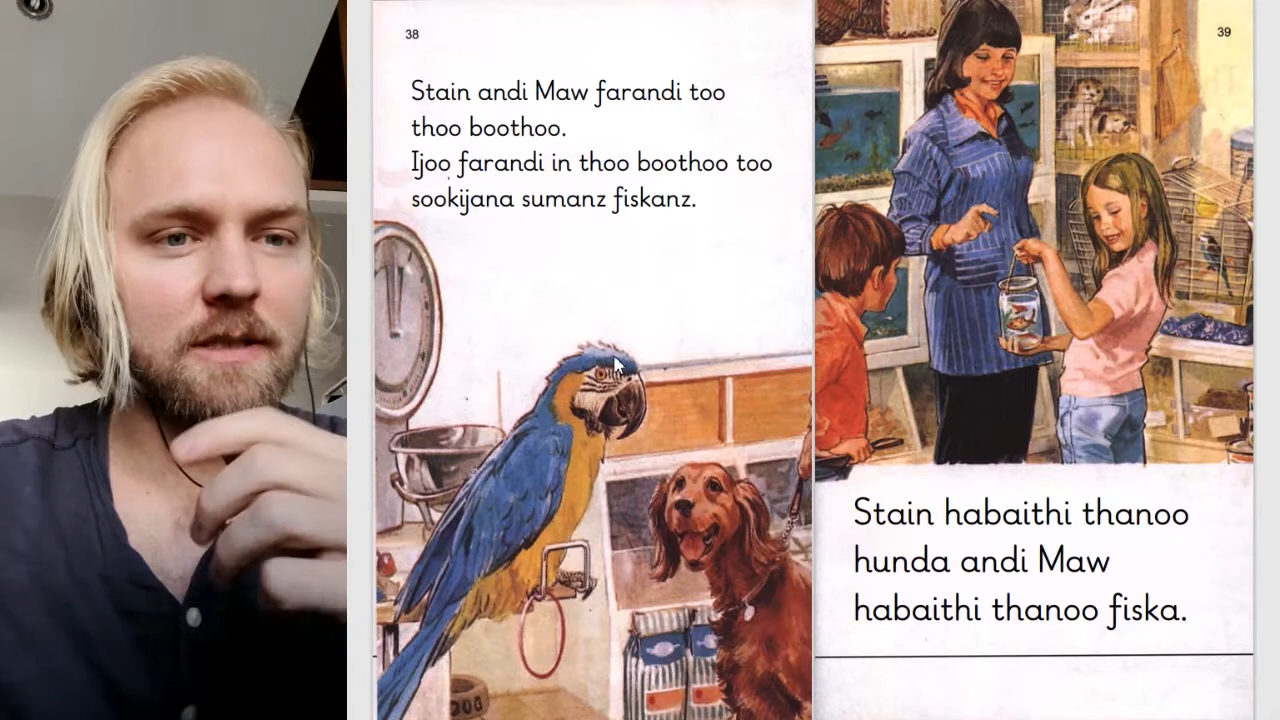 38
Stain andi Maw farandi too
thoo boothoo.
Ijoo farandi in thoo boothoo too
sookijana sumanz fiskanz.
DOG
39
Stain habaithi thanoo
hunda andi Maw
habaithi thanoo fiska.